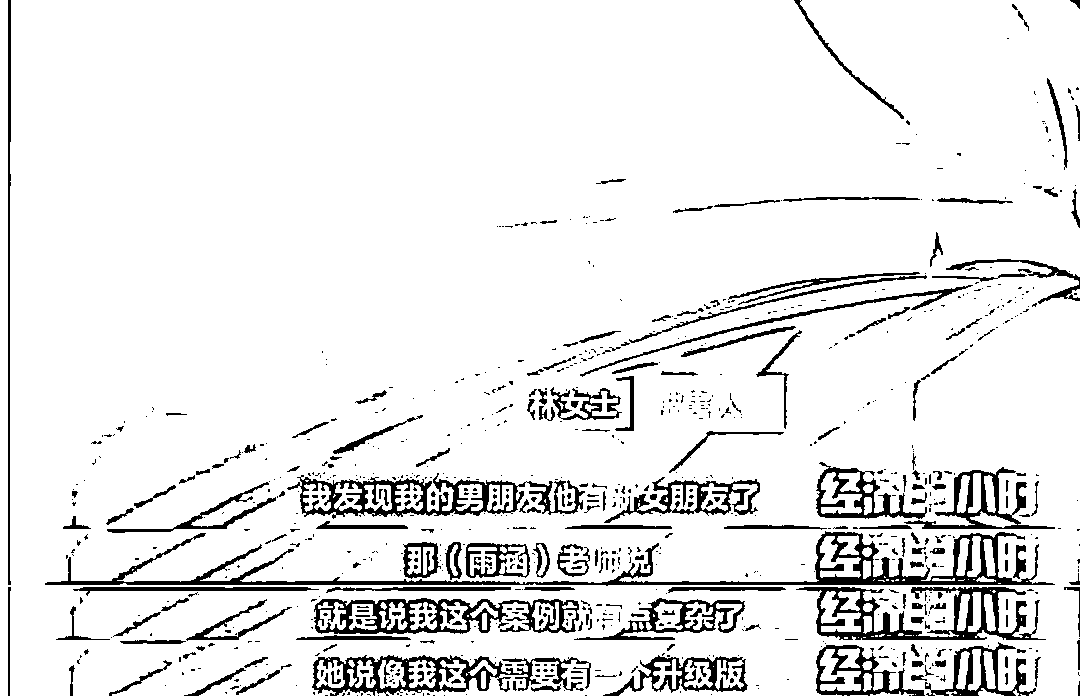 林女士
我发现我的男朋友他有新女朋友了 经济半小时
那（雨涵）老师说 经济半小时
就是说我这个案例就有点复杂了 经济半小时
她说像我这个需要有一个升级版 经济半小时